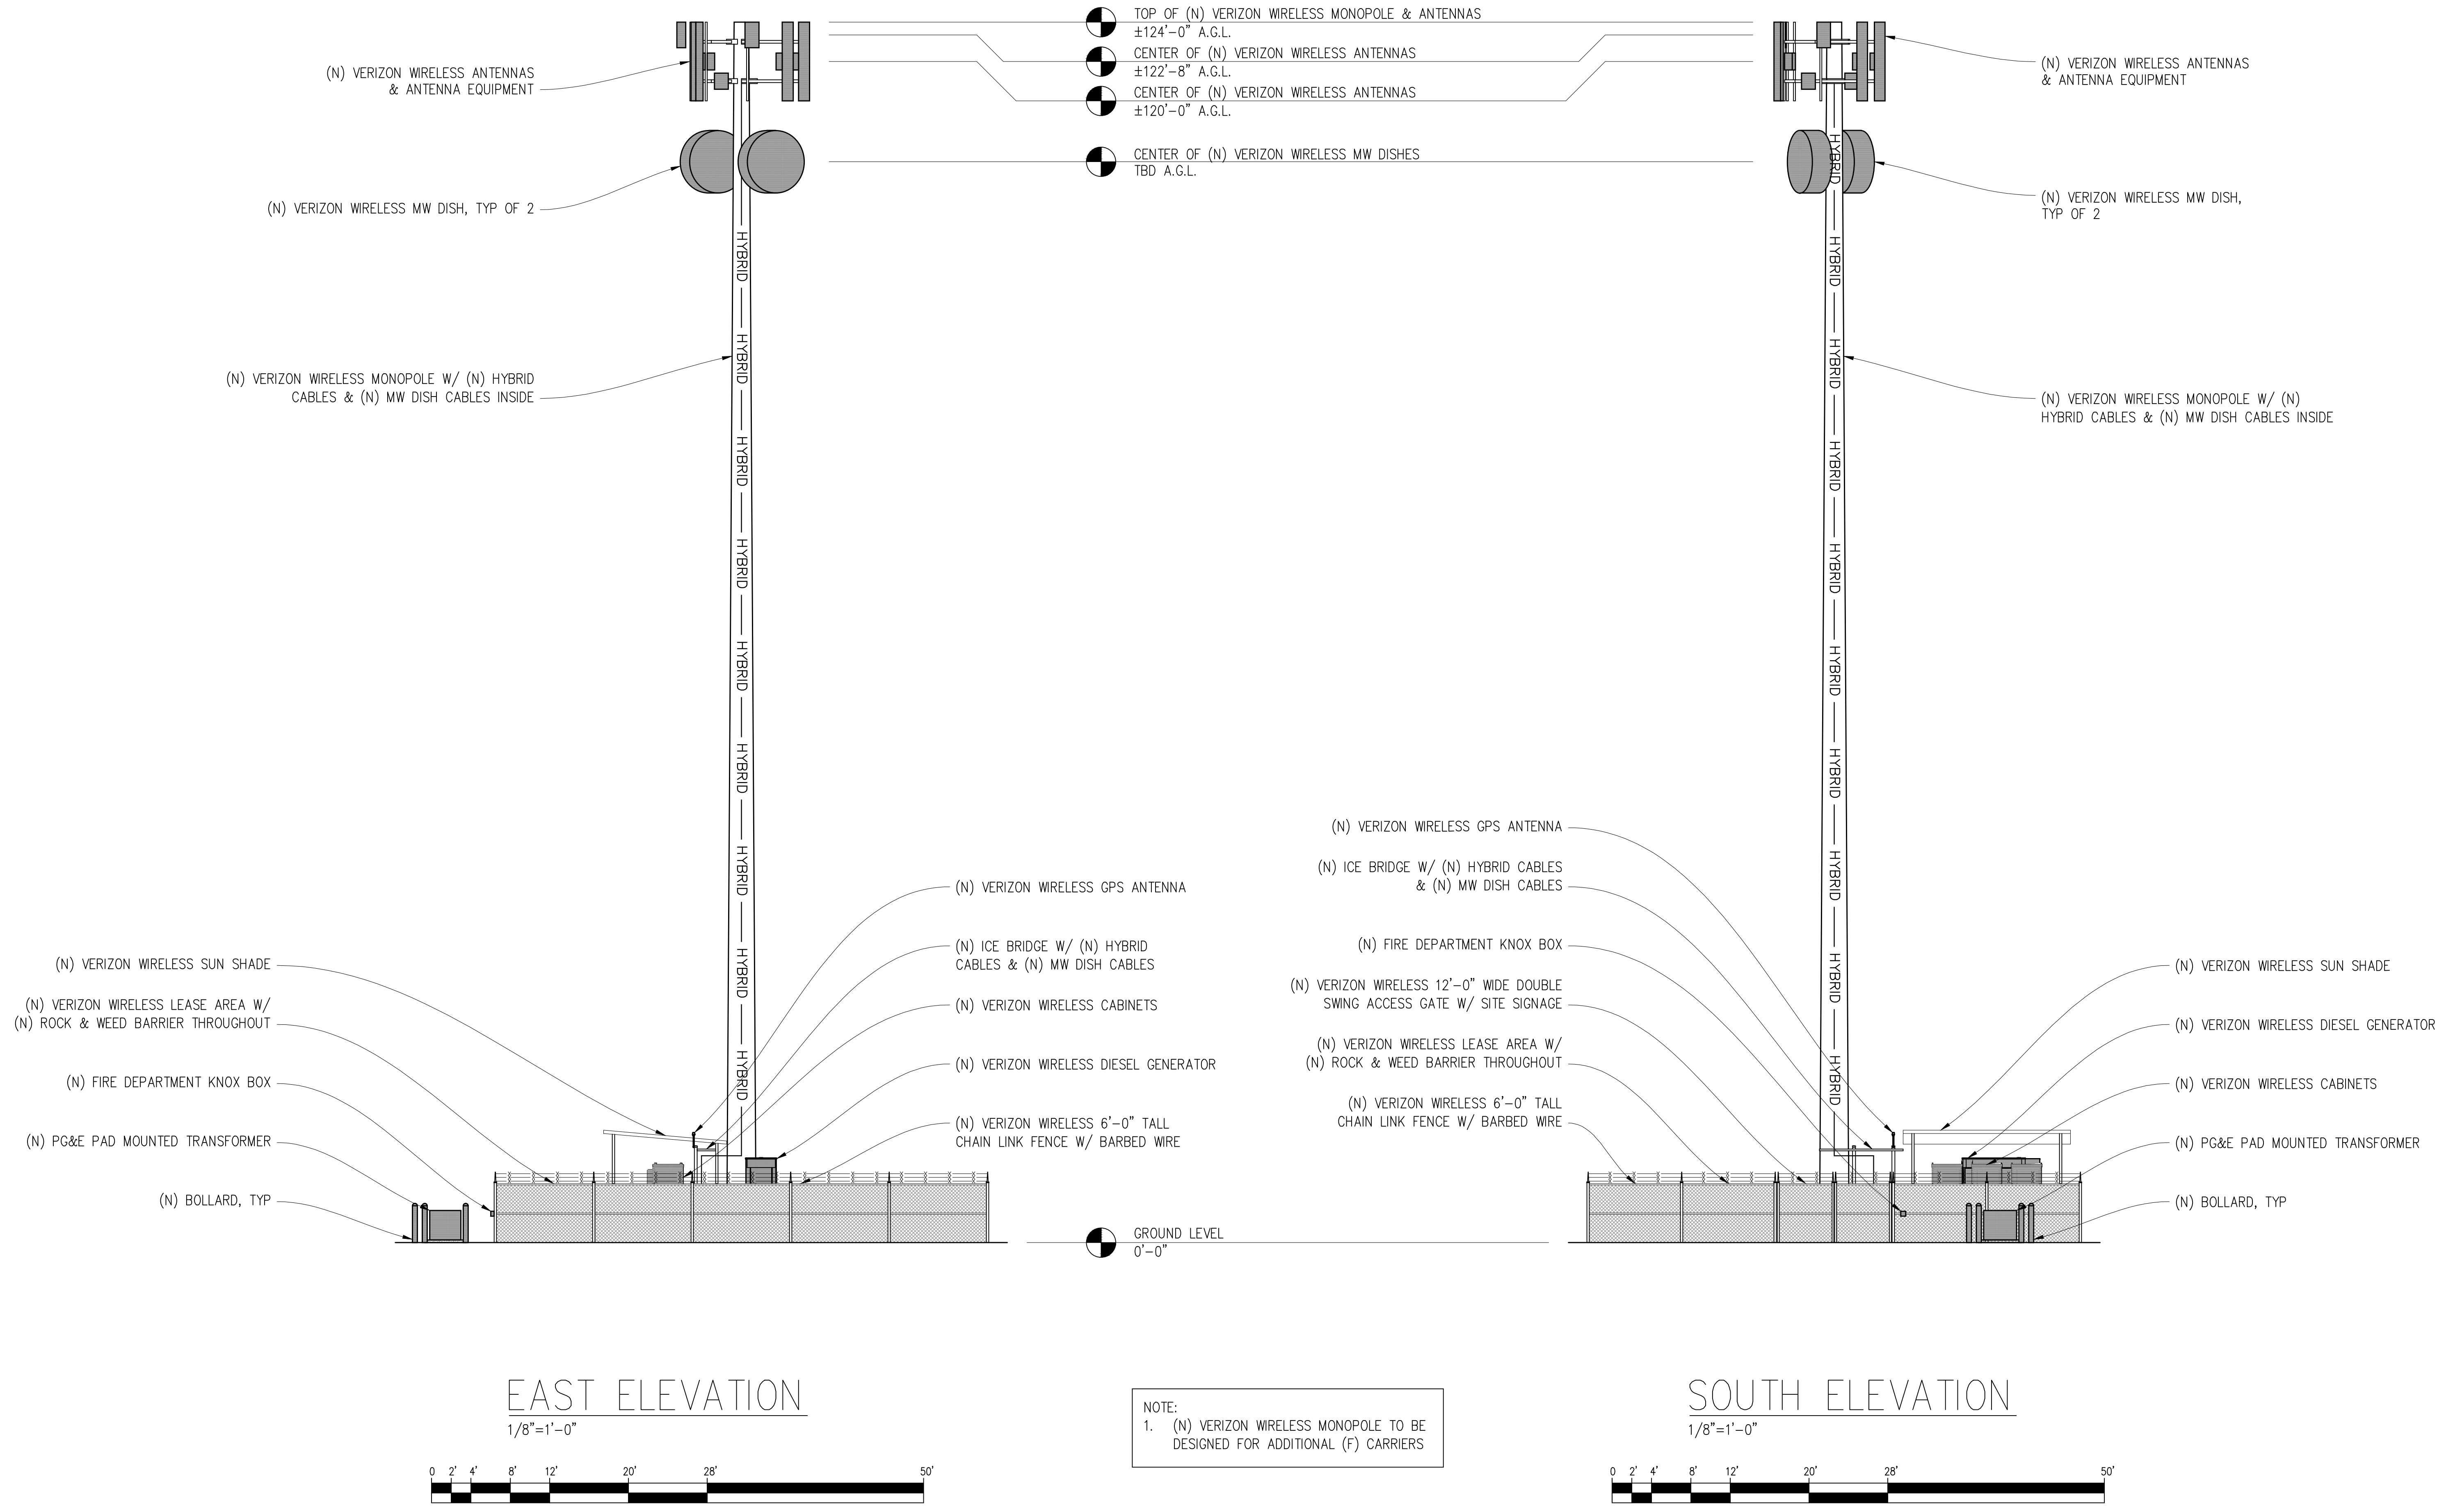 TOP OF (N) VERIZON WIRELESS MONOPOLE & ANTENNAS
±124'-0" A.G.L.
CENTER OF (N) VERIZON WIRELESS ANTENNAS
±122'-8" A.G.L.
CENTER OF (N) VERIZON WIRELESS ANTENNAS
±120'-0" A.G.L.
CENTER OF (N) VERIZON WIRELESS MW DISHES
TBD A.G.L.
(N) VERIZON WIRELESS ANTENNAS
& ANTENNA EQUIPMENT
(N) VERIZON WIRELESS MW DISH, TYP OF 2
(N) VERIZON WIRELESS MONOPOLE W/ (N) HYBRID
CABLES & (N) MW DISH CABLES INSIDE
HYBRID
HYBRID
HYBRID
HYBRID
HYBRID
HYBRID
HYBRID
HYBRID
HYBRID
(N) VERIZON WIRELESS SUN SHADE
(N) VERIZON WIRELESS LEASE AREA W/
(N) ROCK & WEED BARRIER THROUGHOUT
(N) FIRE DEPARTMENT KNOX BOX
(N) PG&E PAD MOUNTED TRANSFORMER
(N) BOLLARD, TYP
(N) VERIZON WIRELESS GPS ANTENNA
(N) ICE BRIDGE W/ (N) HYBRID
CABLES & (N) MW DISH CABLES
(N) VERIZON WIRELESS CABINETS
(N) VERIZON WIRELESS DIESEL GENERATOR
(N) VERIZON WIRELESS 6'-0" TALL
CHAIN LINK FENCE W/ BARBED WIRE
GROUND LEVEL
0'-0"
(N) VERIZON WIRELESS ANTENNAS
& ANTENNA EQUIPMENT
(N) VERIZON WIRELESS MW DISH,
TYP OF 2
(N) VERIZON WIRELESS MONOPOLE W/ (N)
HYBRID CABLES & (N) MW DISH CABLES INSIDE
HYBRID
HYBRID
HYBRID
HYBRID
HYBRID
HYBRID
HYBRID
HYBRID
HYBRID
HYBRID
(N) VERIZON WIRELESS GPS ANTENNA
(N) ICE BRIDGE W/ (N) HYBRID CABLES
& (N) MW DISH CABLES
(N) FIRE DEPARTMENT KNOX BOX
(N) VERIZON WIRELESS 12'-0" WIDE DOUBLE
SWING ACCESS GATE W/ SITE SIGNAGE
(N) VERIZON WIRELESS LEASE AREA W/
(N) ROCK & WEED BARRIER THROUGHOUT
(N) VERIZON WIRELESS 6'-0" TALL
CHAIN LINK FENCE W/ BARBED WIRE
(N) VERIZON WIRELESS SUN SHADE
(N) VERIZON WIRELESS DIESEL GENERATOR
(N) VERIZON WIRELESS CABINETS
(N) PG&E PAD MOUNTED TRANSFORMER
(N) BOLLARD, TYP
EAST ELEVATION
1/8"=1'-0"
0 2' 4' 8' 12' 20' 28' 50'
NOTE:
1. (N) VERIZON WIRELESS MONOPOLE TO BE
DESIGNED FOR ADDITIONAL (F) CARRIERS
SOUTH ELEVATION
1/8"=1'-0"
0 2' 4' 8' 12' 20' 28' 50'